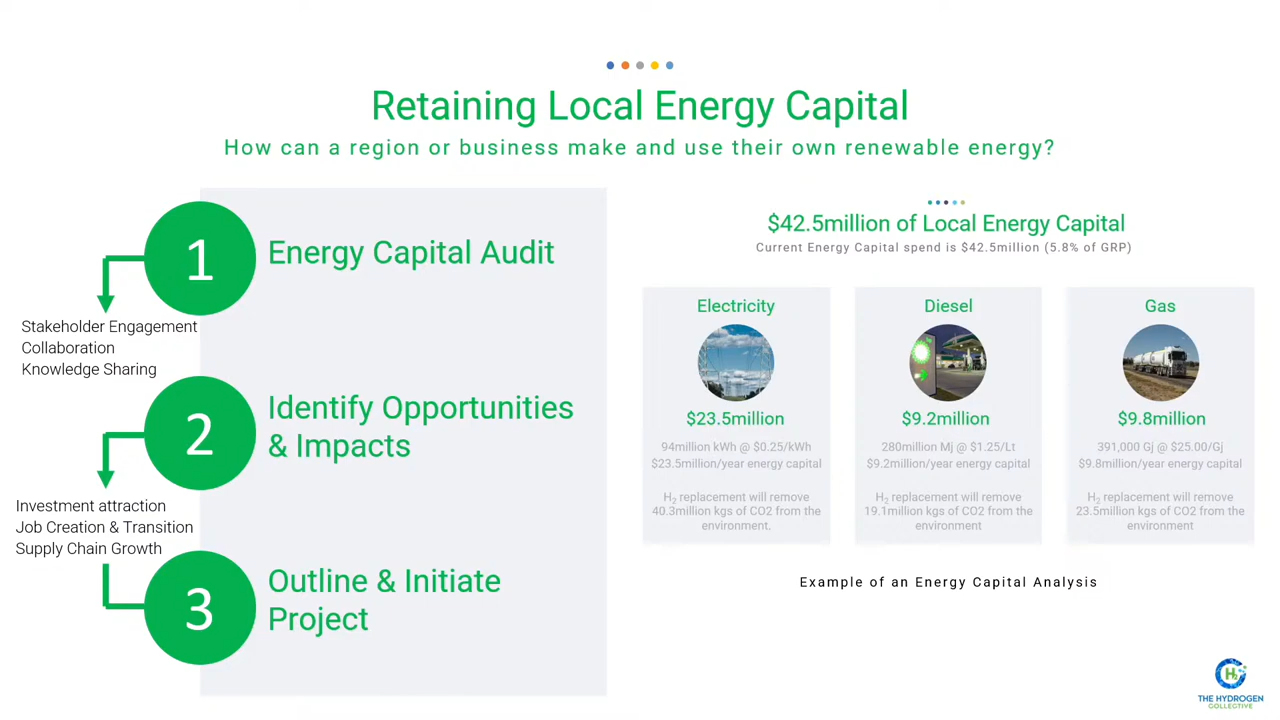 Retaining Local Energy Capital
How can a region or business make and use their own renewable energy?
1
Energy Capital Audit
Stakeholder Engagement
Collaboration
Knowledge Sharing
2
Identify Opportunities
& Impacts
Investment attraction
Job Creation & Transition
Supply Chain Growth
3
Outline & Initiate
Project
$42.5million of Local Energy Capital
Current Energy Capital spend is $42.5million (5.8% of GRP)
Electricity
$23.5million
94million kWh @ $0.25/kWh
$23.5million/year energy capital
H2 replacement will remove
40.3million kgs of CO2 from the
environment.
Diesel
$9.2million
280million Mj @ $1.25/Lt
$9.2million/year energy capital
H2 replacement will remove
19.1million kgs of CO2 from the
environment
Gas
$9.8million
391,000 Gj @ $25.00/Gj
$9.8million/year energy capital
H2 replacement will remove
23.5million kgs of CO2 from the
environment
Example of an Energy Capital Analysis
H2
THE HYDROGEN
COLLECTIVE